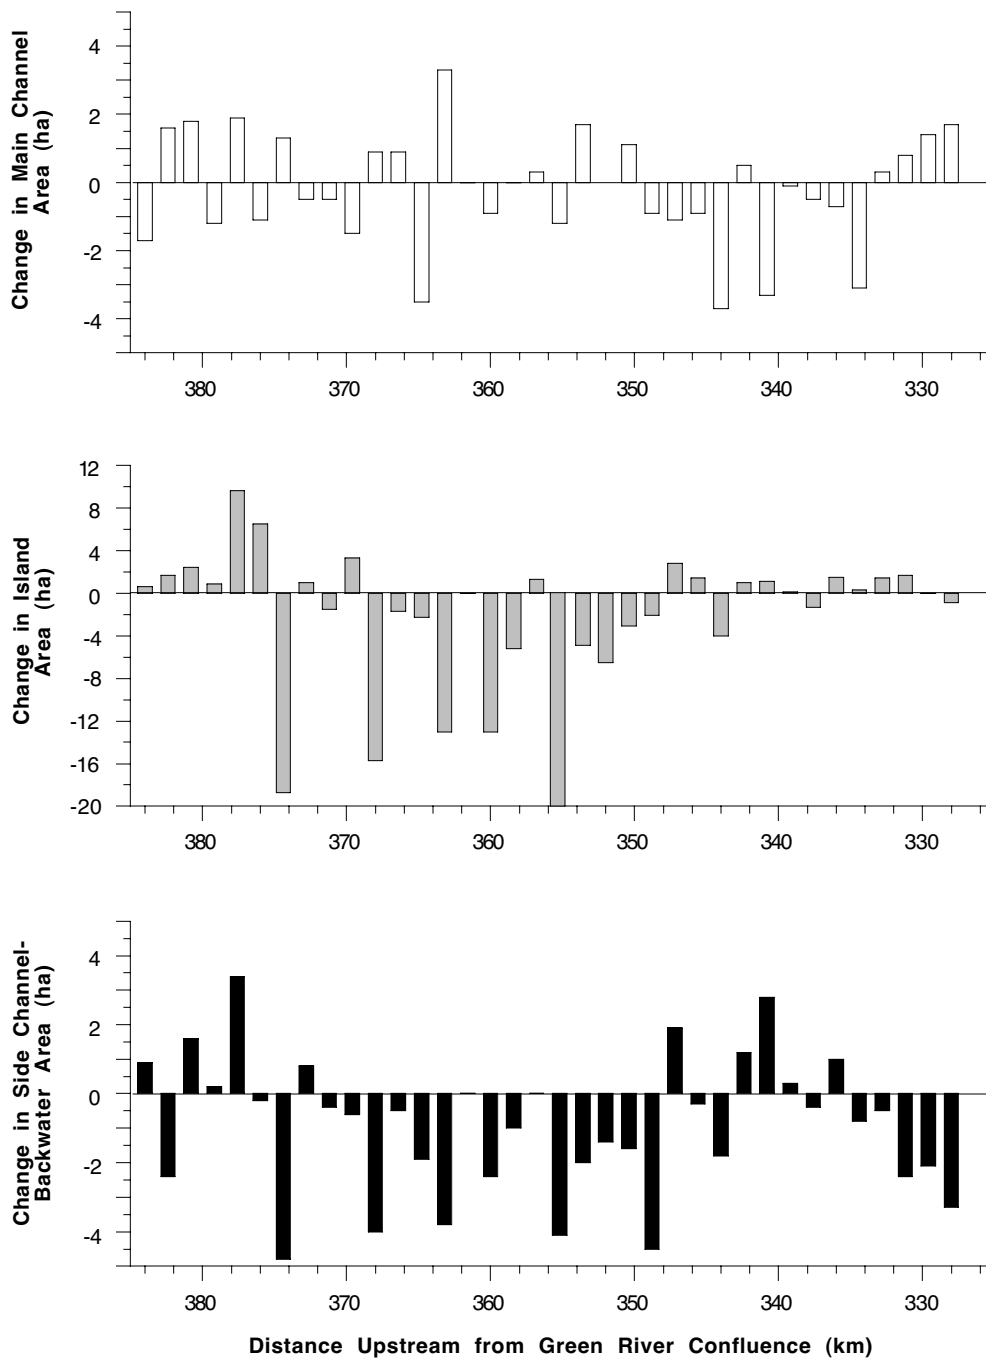 Change in Main Channel
Area (ha)
4
2
0
-2
-4
380 370 360 350 340 330
Change in Island
Area (ha)
12
8
4
0
-4
-8
-12
-16
-20
380 370 360 350 340 330
Change in Side Channel-
Backwater Area (ha)
4
2
0
-2
-4
380 370 360 350 340 330
Distance Upstream from Green River Confluence (km)